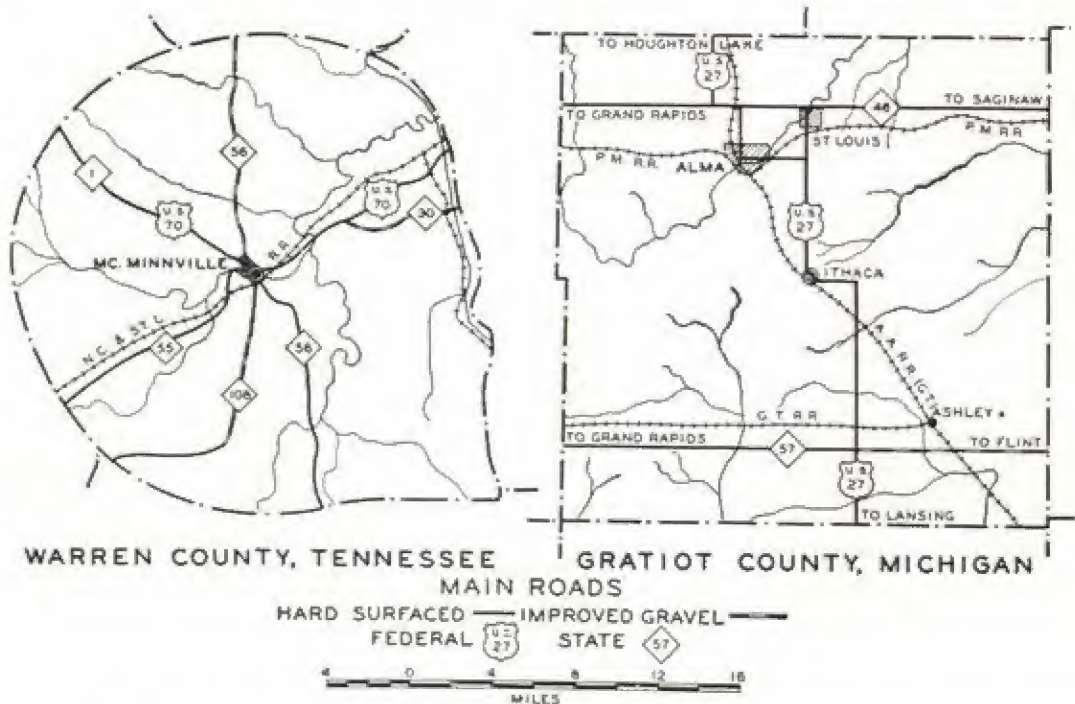 56
1
U.S. 70
U.S. 70
30
R.R.
MC. MINNVILLE
N.C. & ST. L.
55
56
108
TO HOUGHTON LAKE
U.S. 27
46
TO SAGINAW
TO GRAND RAPIDS
P.M. R.R.
ST LOUIS
P.M. R.R.
ALMA
U.S. 27
ITHACA
A.A.R.R.
G.T.R.R.
ASHLEY
TO GRAND RAPIDS
57
TO FLINT
U.S. 27
TO LANSING
WARREN COUNTY, TENNESSEE
GRATIOT COUNTY, MICHIGAN
MAIN ROADS
HARD SURFACED IMPROVED GRAVEL
FEDERAL U.S. 27 STATE 57
4 0 4 8 12 16
MILES